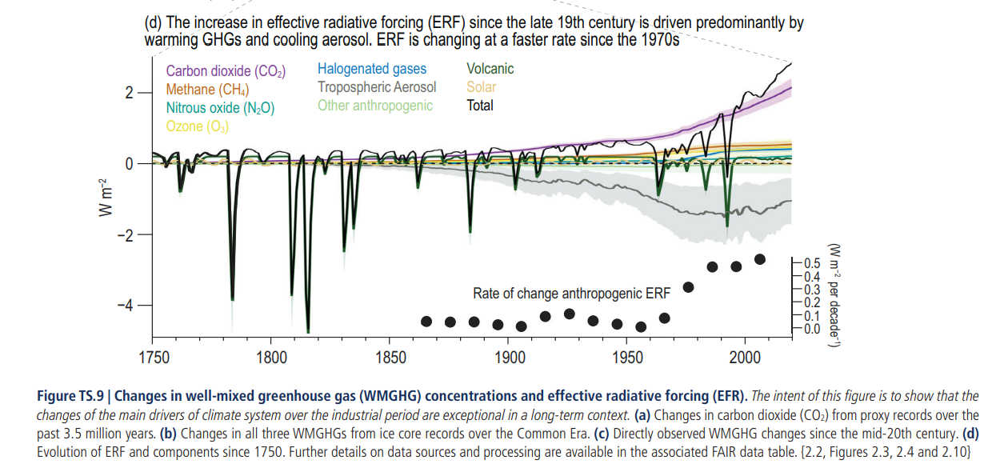 (d) The increase in effective radiative forcing (ERF) since the late 19th century is driven predominantly by
warming GHGs and cooling aerosol. ERF is changing at a faster rate since the 1970s
Carbon dioxide (CO₂)
Methane (CH₄)
Nitrous oxide (N₂O)
Ozone (O₃)
Halogenated gases
Tropospheric Aerosol
Other anthropogenic
Volcanic
Solar
Total
2
0
−2
−4
W m⁻²
Rate of change anthropogenic ERF
0.5
0.4
0.3
0.2
0.1
0.0
(W m⁻² per decade⁻¹)
1750
1800
1850
1900
1950
2000
Figure TS.9 | Changes in well-mixed greenhouse gas (WMGHG) concentrations and effective radiative forcing (EFR). The intent of this figure is to show that the
changes of the main drivers of climate system over the industrial period are exceptional in a long-term context. (a) Changes in carbon dioxide (CO₂) from proxy records over the
past 3.5 million years. (b) Changes in all three WMGHGs from ice core records over the Common Era. (c) Directly observed WMGHG changes since the mid-20th century. (d)
Evolution of ERF and components since 1750. Further details on data sources and processing are available in the associated FAIR data table. {2.2, Figures 2.3, 2.4 and 2.10}